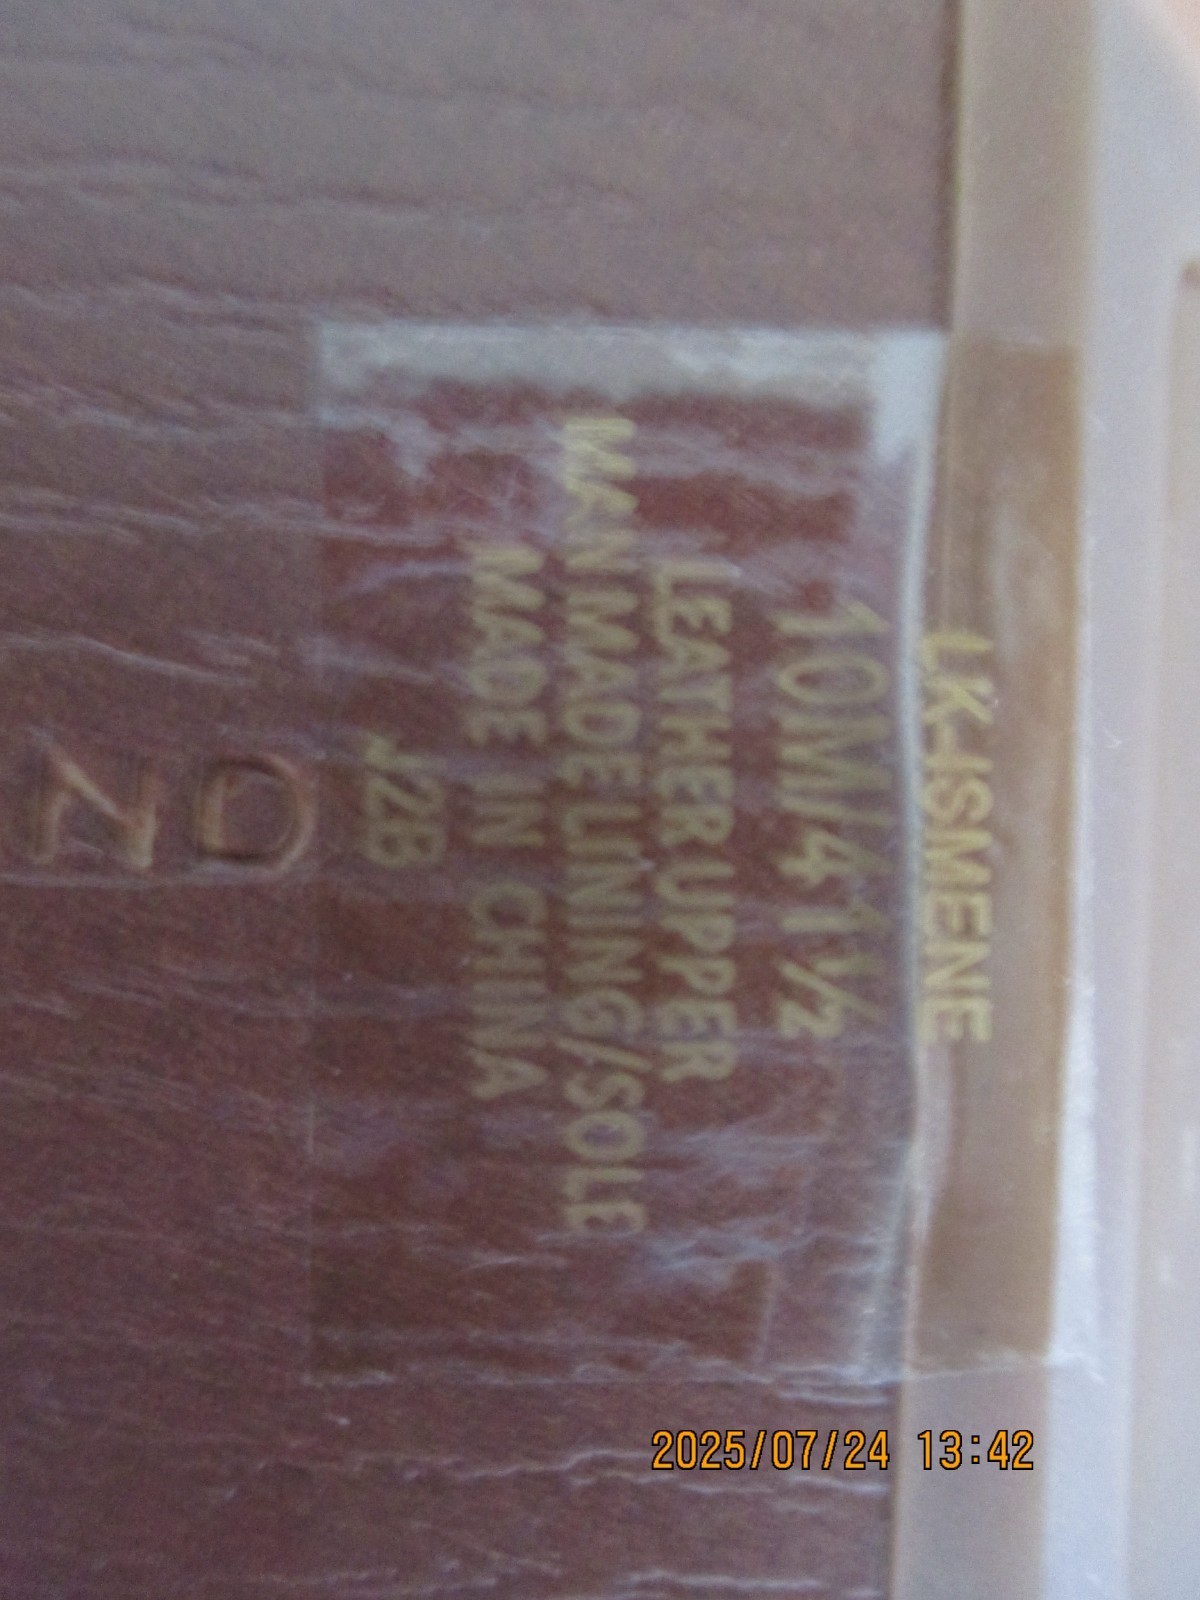 LK-ISMENE
10M/41½
LEATHER UPPER
MAN MADE LINING/SOLE
MADE IN CHINA
J2B
2025/07/24 13:42